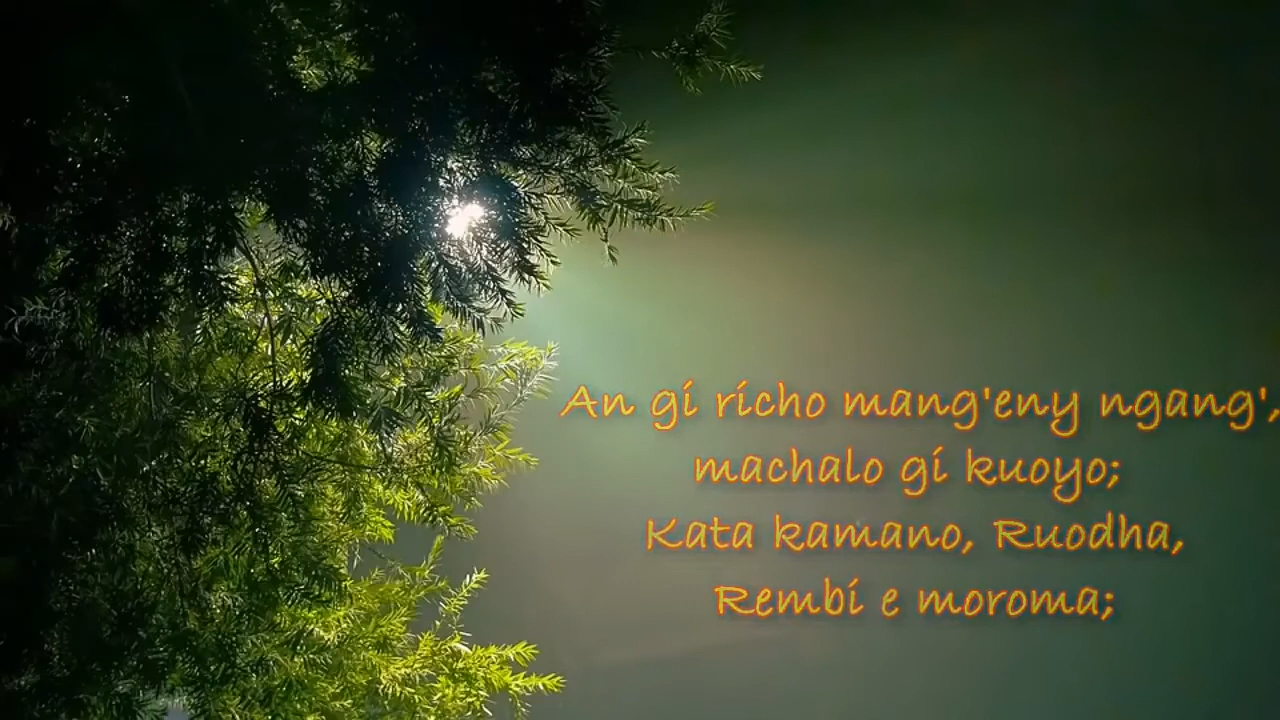 An gi richo mang'eny ngang',
machalo gi kuoyo;
Kata kamano, Ruodha,
Rembi e moroma;